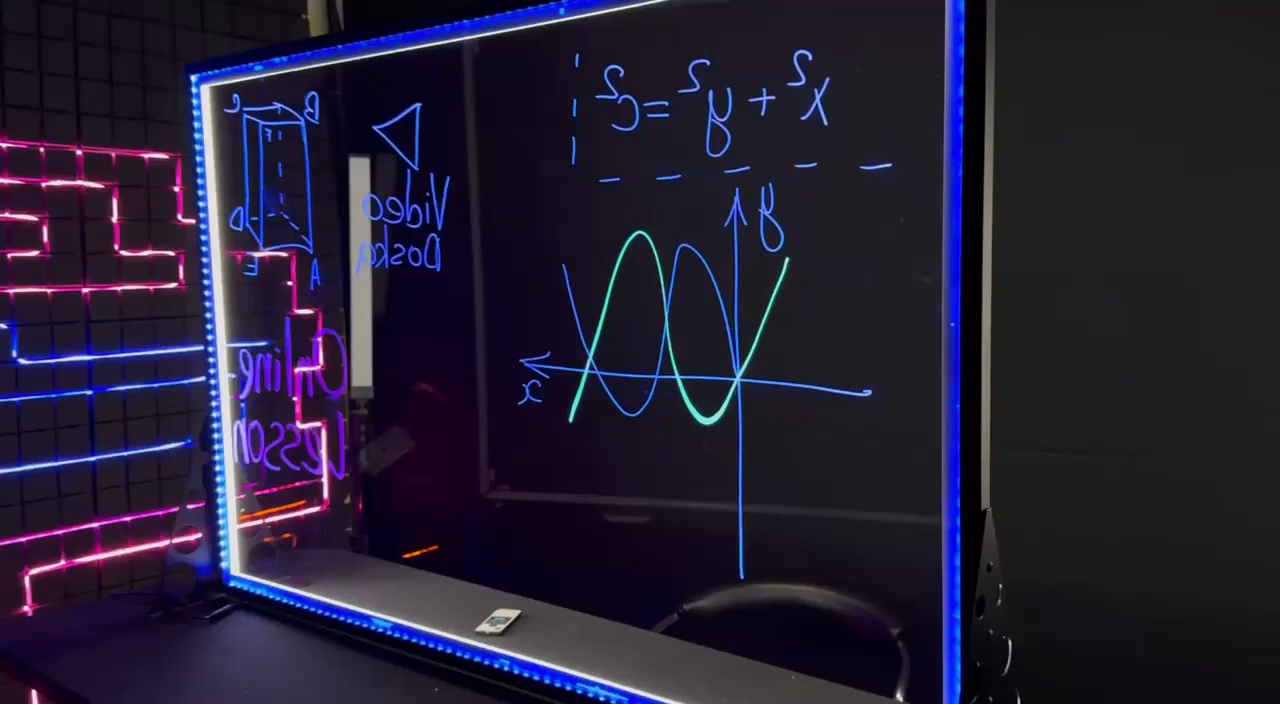 x² + y² = c²
y
x
Video
Doska
B
C
F
D
E
A
Online
Lesson